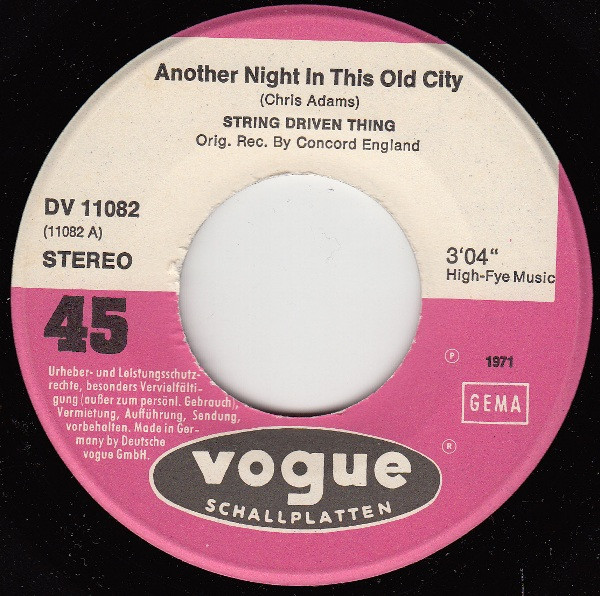 Another Night In This Old City
(Chris Adams)
STRING DRIVEN THING
Orig. Rec. By Concord England
DV 11082
(11082 A)
STEREO
3'04“
High-Fye Music
45
Urheber- und Leistungsschutz-
rechte, besonders Vervielfälti-
gung (außer zum persönl. Gebrauch),
Vermietung, Aufführung, Sendung,
vorbehalten. Made in Ger-
many by Deutsche
vogue GmbH.
P 1971
GEMA
R
vogue
SCHALLPLATTEN